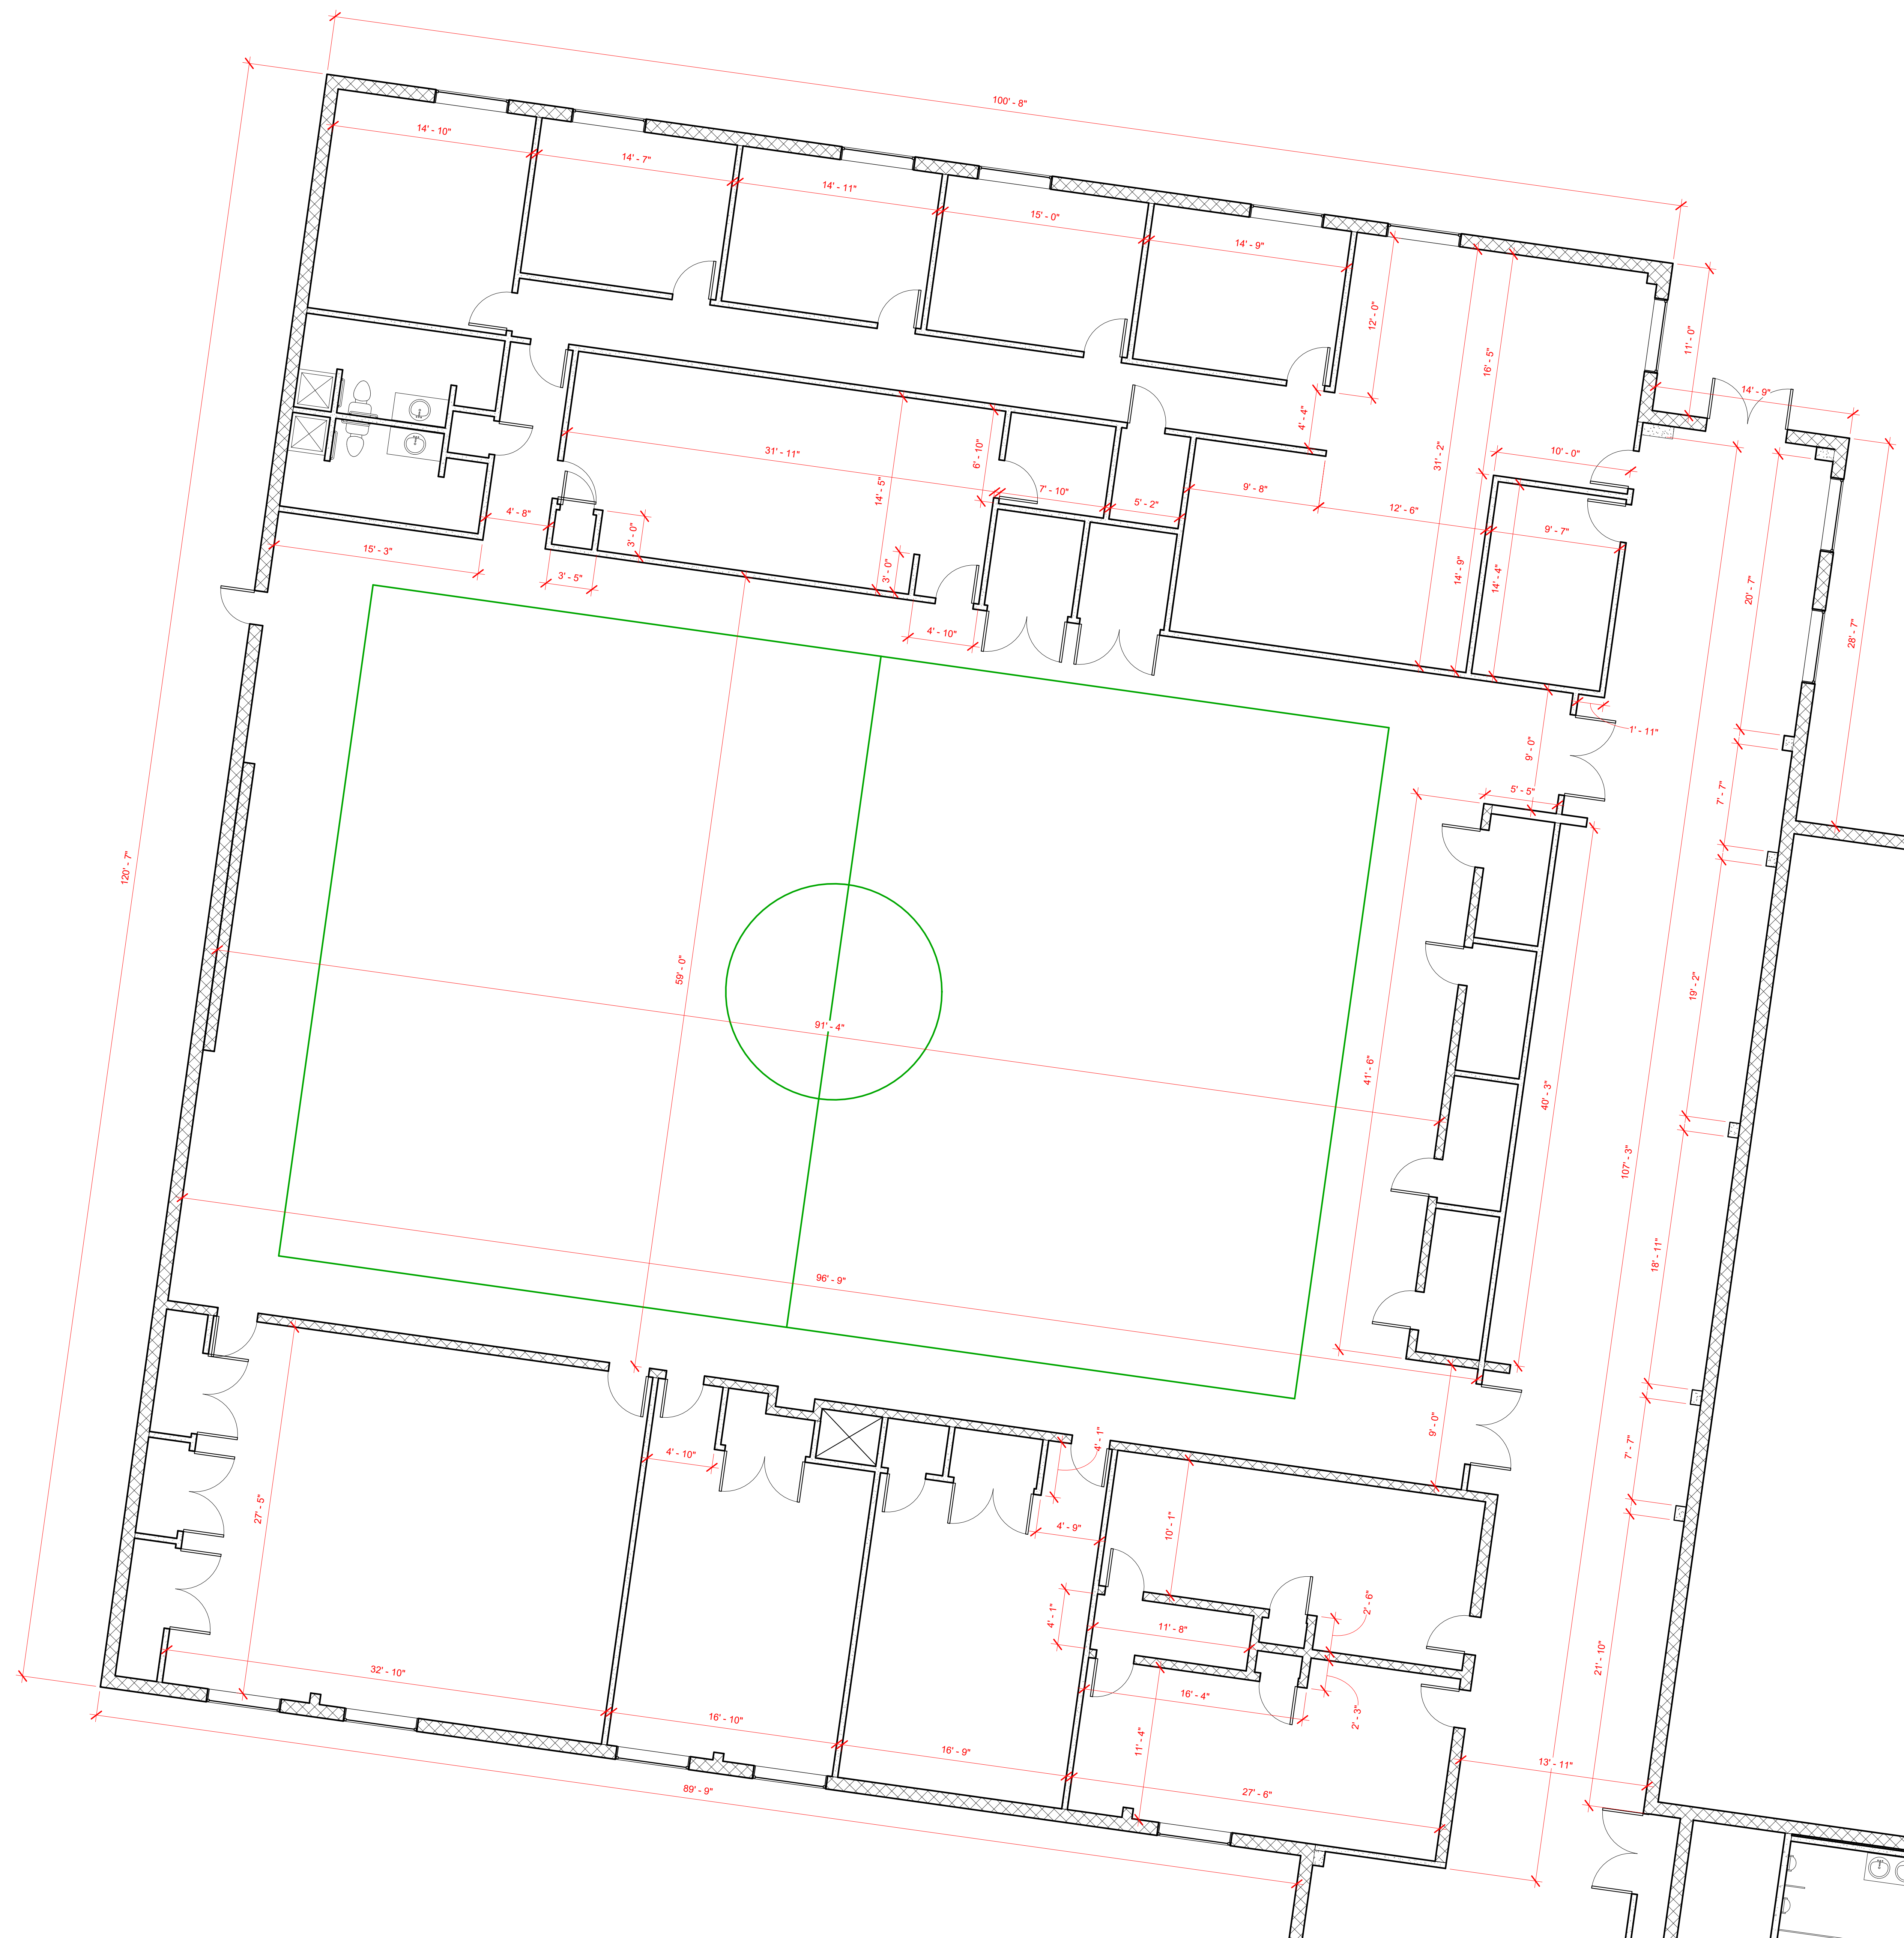 100' - 8"
14' - 10"
14' - 7"
14' - 11"
15' - 0"
14' - 9"
12' - 0"
16' - 5"
11' - 0"
14' - 9"
4' - 4"
31' - 2"
10' - 0"
31' - 11"
6' - 10"
14' - 5"
7' - 10"
5' - 2"
9' - 8"
12' - 6"
9' - 7"
4' - 8"
3' - 0"
15' - 3"
3' - 5"
3' - 0"
14' - 9"
14' - 4"
20' - 7"
28' - 7"
4' - 10"
1' - 11"
9' - 0"
5' - 5"
7' - 7"
120' - 7"
59' - 0"
91' - 4"
19' - 2"
41' - 6"
40' - 3"
107' - 3"
18' - 11"
96' - 9"
9' - 0"
4' - 1"
4' - 10"
7' - 7"
27' - 5"
10' - 1"
4' - 9"
2' - 6"
4' - 1"
11' - 8"
21' - 10"
32' - 10"
16' - 4"
2' - 3"
16' - 10"
11' - 4"
16' - 9"
13' - 11"
89' - 9"
27' - 6"